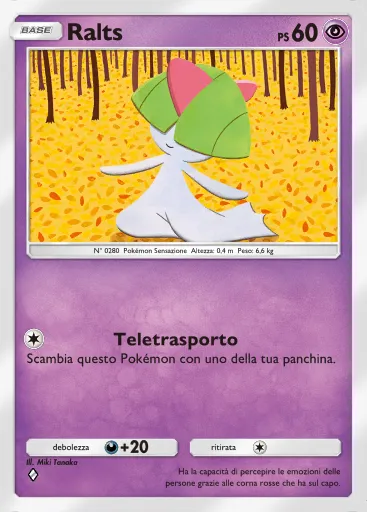 BASE Ralts PS 60
N° 0280 Pokémon Sensazione Altezza: 0,4 m Peso: 6,6 kg
Teletrasporto
Scambia questo Pokémon con uno della tua panchina.
debolezza +20 ritirata
Ill. Miki Tanaka
Ha la capacità di percepire le emozioni delle
persone grazie alle corna rosse che ha sul capo.